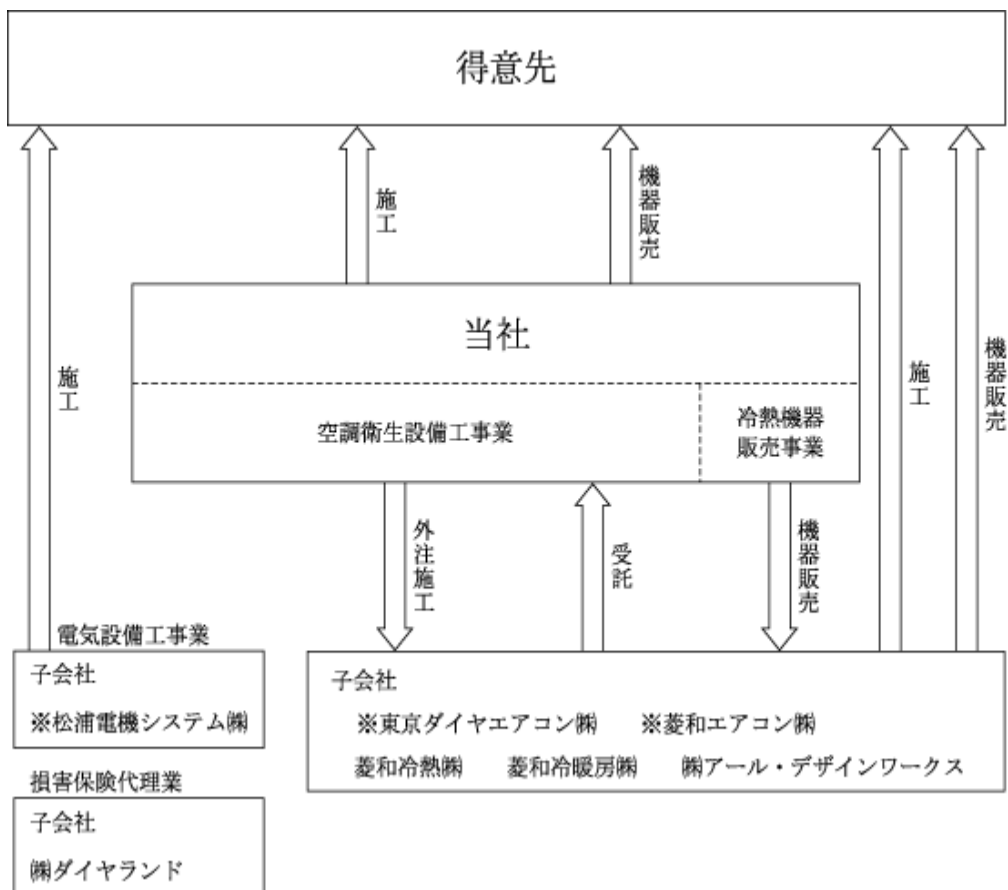 得意先
施工
機器販売
施工
施工
機器販売
当社
空調衛生設備工事業
冷熱機器
販売事業
外注施工
受託
機器販売
電気設備工事業
子会社
※松浦電機システム㈱
子会社
※東京ダイヤエアコン㈱ ※菱和エアコン㈱
菱和冷熱㈱ 菱和冷暖房㈱ ㈱アール・デザインワークス
損害保険代理業
子会社
㈱ダイヤランド